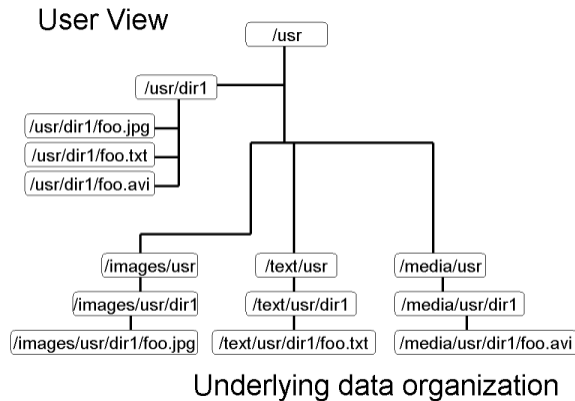 User View
/usr
/usr/dir1
/usr/dir1/foo.jpg
/usr/dir1/foo.txt
/usr/dir1/foo.avi
/images/usr
/text/usr
/media/usr
/images/usr/dir1
/text/usr/dir1
/media/usr/dir1
/images/usr/dir1/foo.jpg
/text/usr/dir1/foo.txt
/media/usr/dir1/foo.avi
Underlying data organization